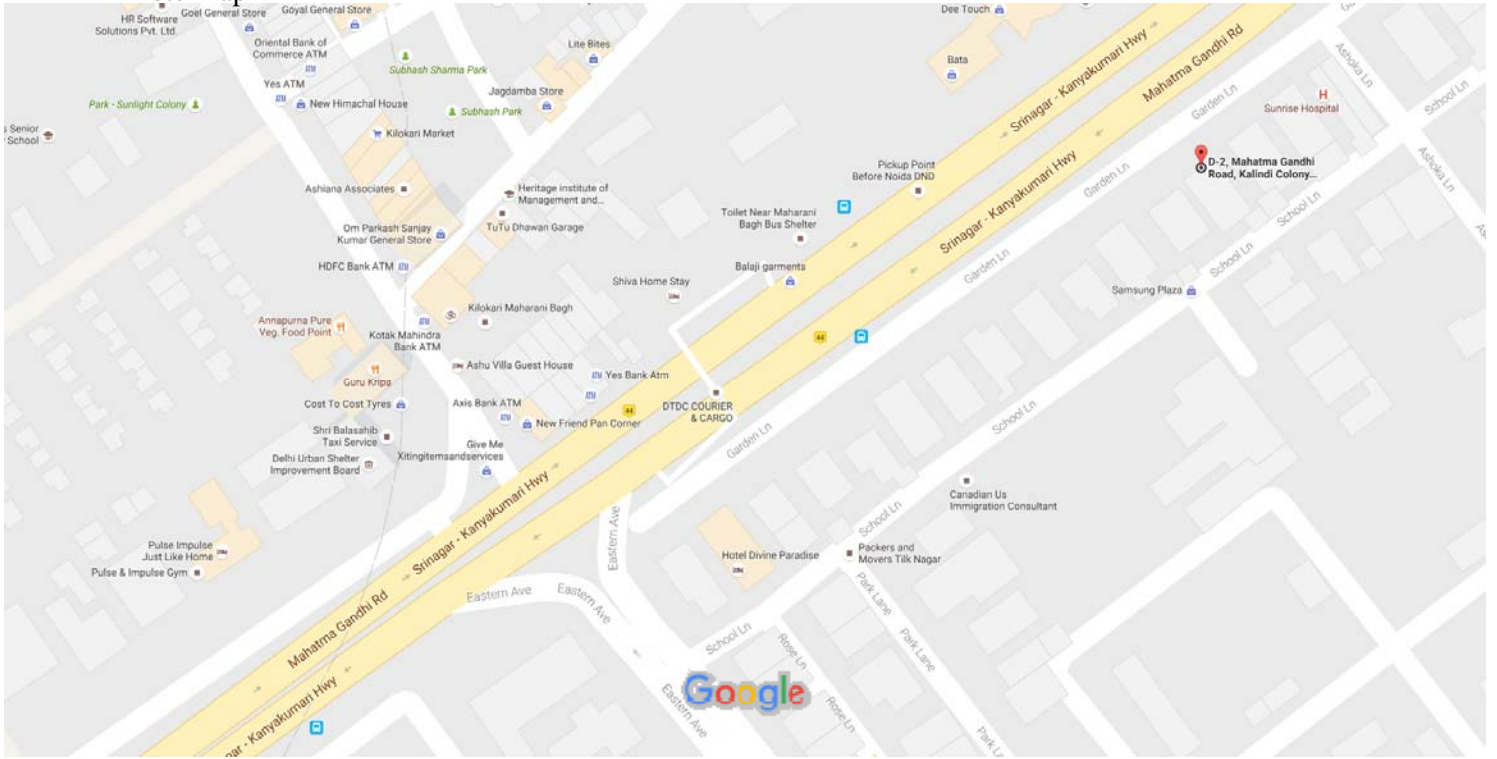 HR Software
Solutions Pvt. Ltd.
Goel General Store
Goyal General Store
Oriental Bank of
Commerce ATM
Yes ATM
New Himachal House
Park - Sunlight Colony
Subhash Sharma Park
Subhash Park
Lite Bites
Jagdamba Store
Kilokari Market
s Senior
School
Ashiana Associates
Heritage institute of
Management and...
TuTu Dhawan Garage
Om Parkash Sanjay
Kumar General Store
HDFC Bank ATM
Kilokari Maharani Bagh
Annapurna Pure
Veg. Food Point
Kotak Mahindra
Bank ATM
Guru Kripa
Ashu Villa Guest House
Cost To Cost Tyres
Axis Bank ATM
Yes Bank Atm
New Friend Pan Corner
Shri Balasahib
Taxi Service
Give Me
Xitingitemsandservices
Delhi Urban Shelter
Improvement Board
Pulse Impulse
Just Like Home
Pulse & Impulse Gym
Dee Touch
Bata
Srinagar - Kanyakumari Hwy
Mahatma Gandhi Rd
Pickup Point
Before Noida DND
Toilet Near Maharani
Bagh Bus Shelter
Balaji garments
Shiva Home Stay
Srinagar - Kanyakumari Hwy
44
44
DTDC COURIER
& CARGO
Srinagar - Kanyakumari Hwy
Mahatma Gandhi Rd
nagar - Kanyakumari Hwy
Garden Ln
Garden Ln
Garden Ln
Garden Ln
Ashoka Ln
Ashoka Ln
School Ln
H
Sunrise Hospital
D-2, Mahatma Gandhi
Road, Kalindi Colony...
School Ln
School Ln
Samsung Plaza
School Ln
Canadian Us
Immigration Consultant
School Ln
Packers and
Movers Tilk Nagar
Hotel Divine Paradise
Eastern Ave
Eastern Ave
Eastern Ave
Eastern Ave
School Ln
Park Lane
Park Lane
Rose Ln
Rose Ln
Google